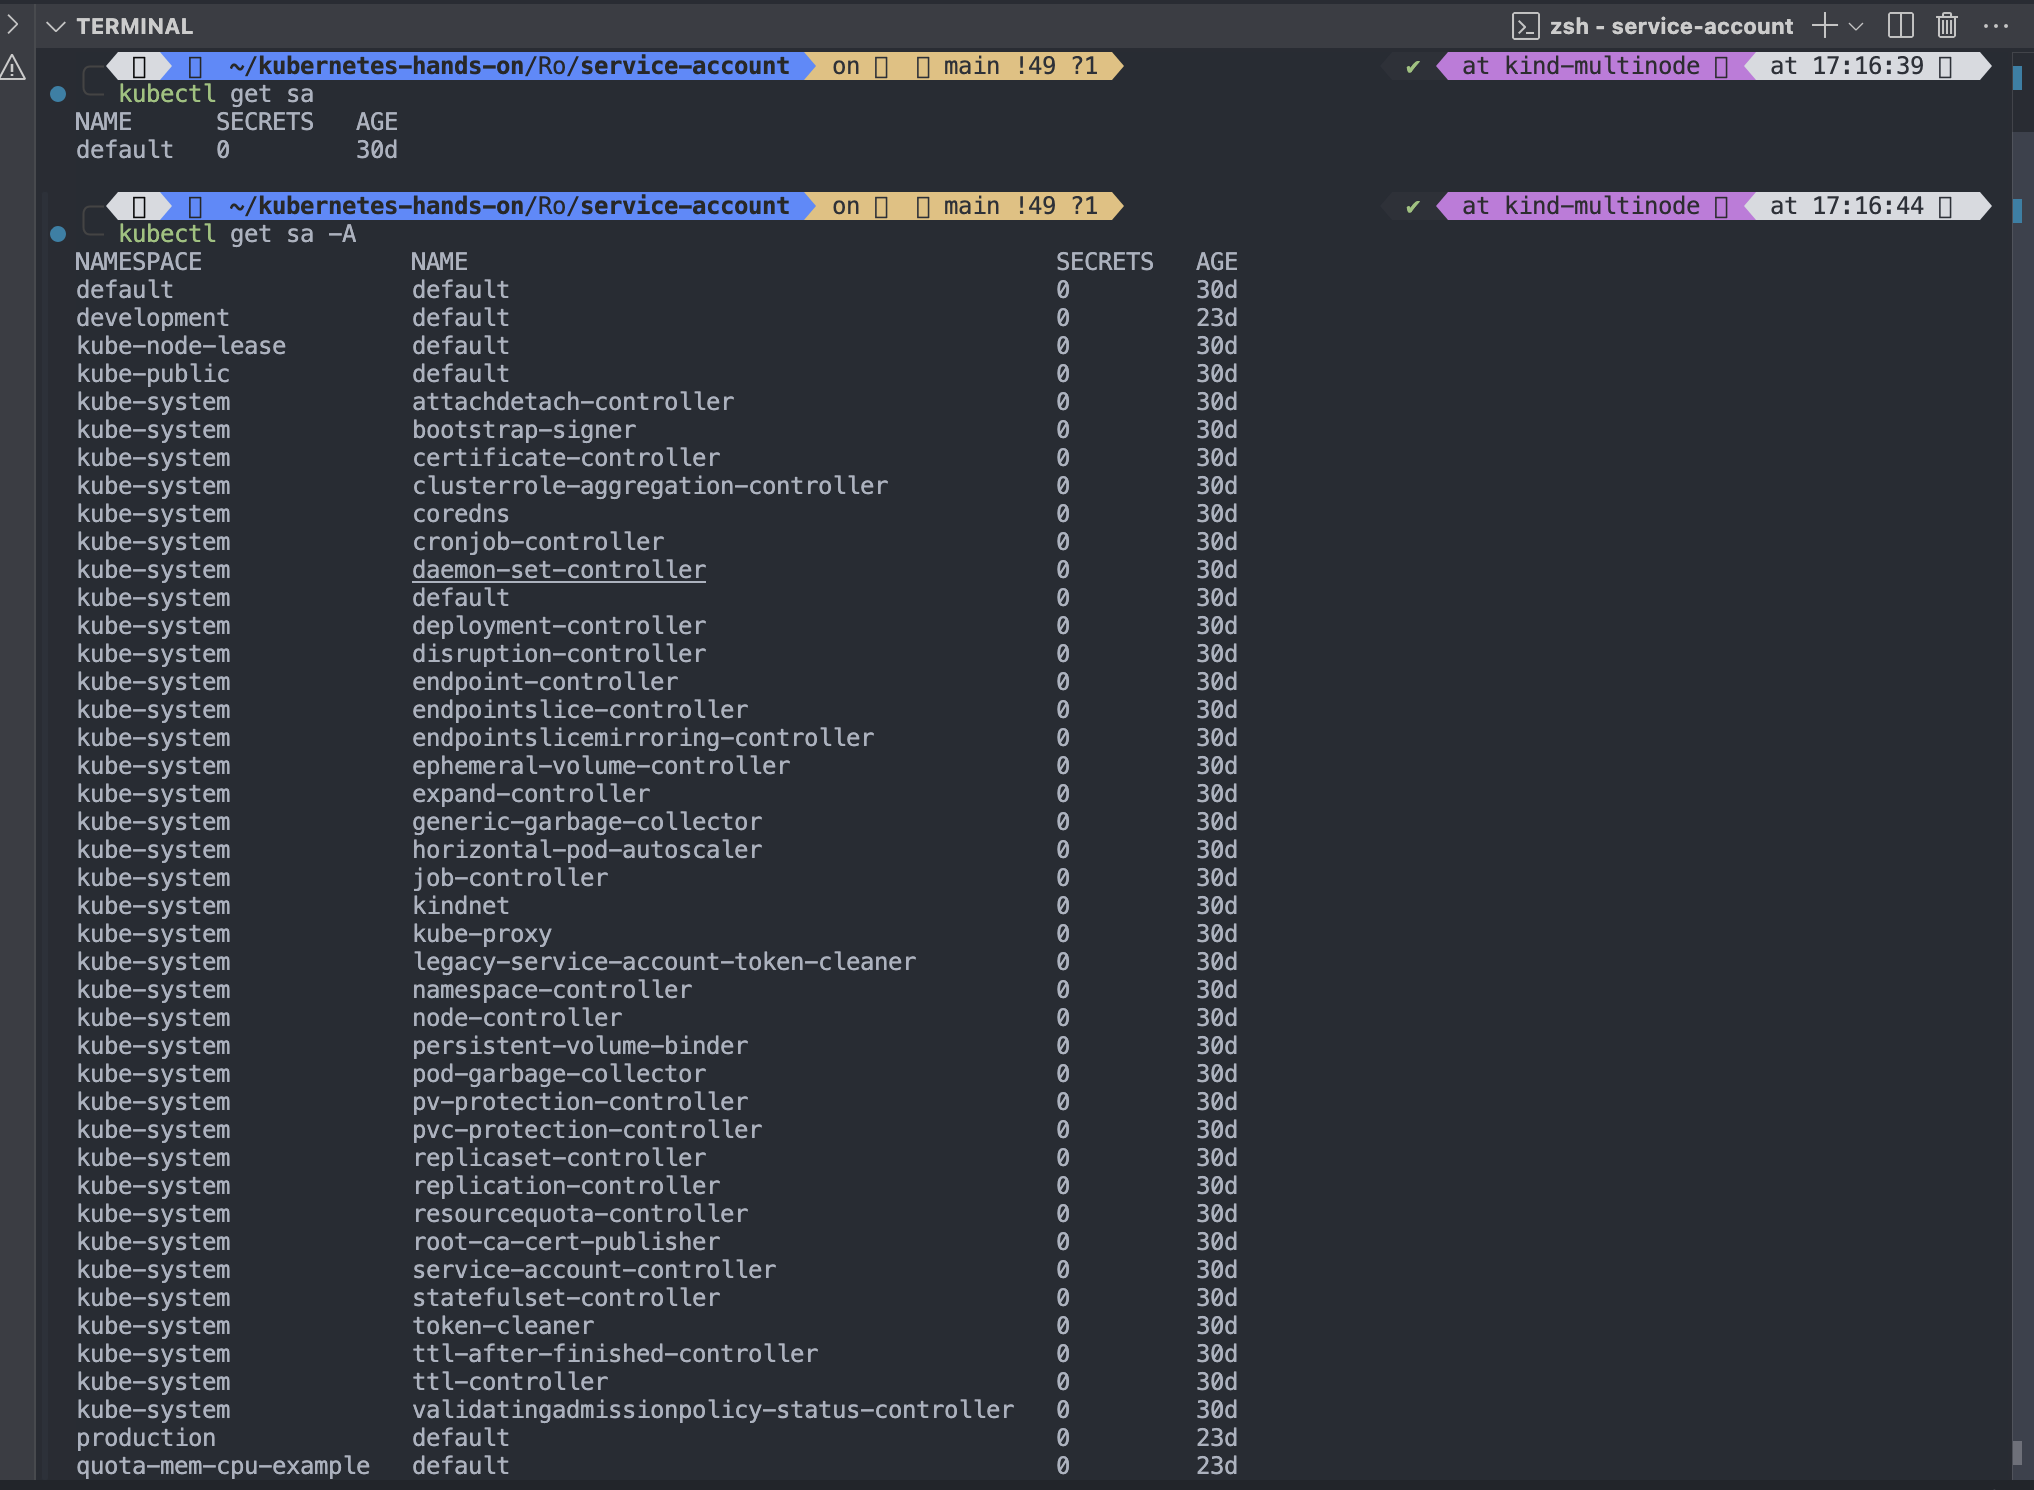 TERMINAL zsh - service-account
~/kubernetes-hands-on/Ro/service-account on main !49 ?1 ✔ at kind-multinode at 17:16:39
kubectl get sa
NAME SECRETS AGE
default 0 30d
~/kubernetes-hands-on/Ro/service-account on main !49 ?1 ✔ at kind-multinode at 17:16:44
kubectl get sa -A
NAMESPACE NAME SECRETS AGE
default default 0 30d
development default 0 23d
kube-node-lease default 0 30d
kube-public default 0 30d
kube-system attachdetach-controller 0 30d
kube-system bootstrap-signer 0 30d
kube-system certificate-controller 0 30d
kube-system clusterrole-aggregation-controller 0 30d
kube-system coredns 0 30d
kube-system cronjob-controller 0 30d
kube-system daemon-set-controller 0 30d
kube-system default 0 30d
kube-system deployment-controller 0 30d
kube-system disruption-controller 0 30d
kube-system endpoint-controller 0 30d
kube-system endpointslice-controller 0 30d
kube-system endpointslicemirroring-controller 0 30d
kube-system ephemeral-volume-controller 0 30d
kube-system expand-controller 0 30d
kube-system generic-garbage-collector 0 30d
kube-system horizontal-pod-autoscaler 0 30d
kube-system job-controller 0 30d
kube-system kindnet 0 30d
kube-system kube-proxy 0 30d
kube-system legacy-service-account-token-cleaner 0 30d
kube-system namespace-controller 0 30d
kube-system node-controller 0 30d
kube-system persistent-volume-binder 0 30d
kube-system pod-garbage-collector 0 30d
kube-system pv-protection-controller 0 30d
kube-system pvc-protection-controller 0 30d
kube-system replicaset-controller 0 30d
kube-system replication-controller 0 30d
kube-system resourcequota-controller 0 30d
kube-system root-ca-cert-publisher 0 30d
kube-system service-account-controller 0 30d
kube-system statefulset-controller 0 30d
kube-system token-cleaner 0 30d
kube-system ttl-after-finished-controller 0 30d
kube-system ttl-controller 0 30d
kube-system validatingadmissionpolicy-status-controller 0 30d
production default 0 23d
quota-mem-cpu-example default 0 23d